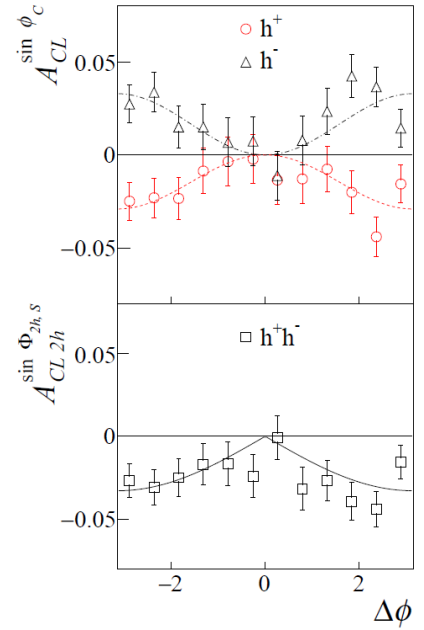 A_{CL}^{sin ϕ_C}
h⁺
h⁻
0.05
0
−0.05
A_{CL 2h}^{sin Φ_{2h,S}}
h⁺h⁻
0.05
0
−0.05
−2 0 2
Δϕ